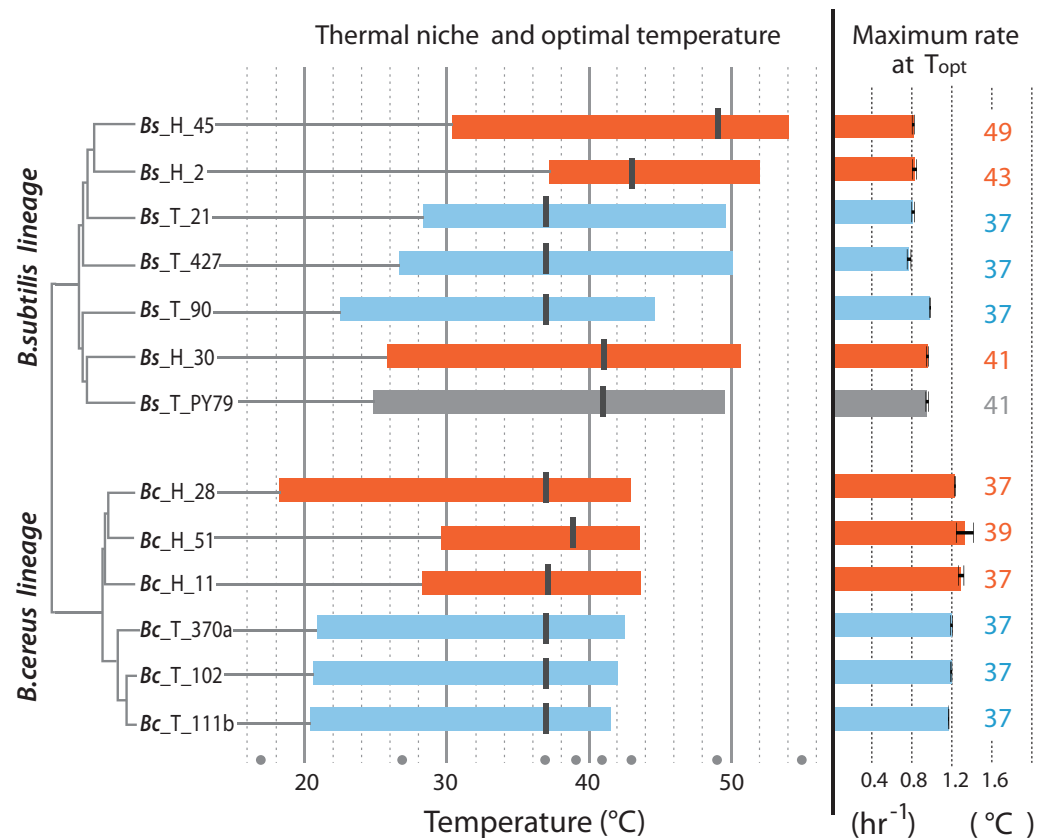 Thermal niche and optimal temperature
Maximum rate
at Topt
B.subtilis lineage
Bs_H_45
49
Bs_H_2
43
Bs_T_21
37
Bs_T_427
37
Bs_T_90
37
Bs_H_30
41
Bs_T_PY79
41
B.cereus lineage
Bc_H_28
37
Bc_H_51
39
Bc_H_11
37
Bc_T_370a
37
Bc_T_102
37
Bc_T_111b
37
20 30 40 50
0.4 0.8 1.2 1.6
Temperature (°C)
(hr⁻¹) (°C)